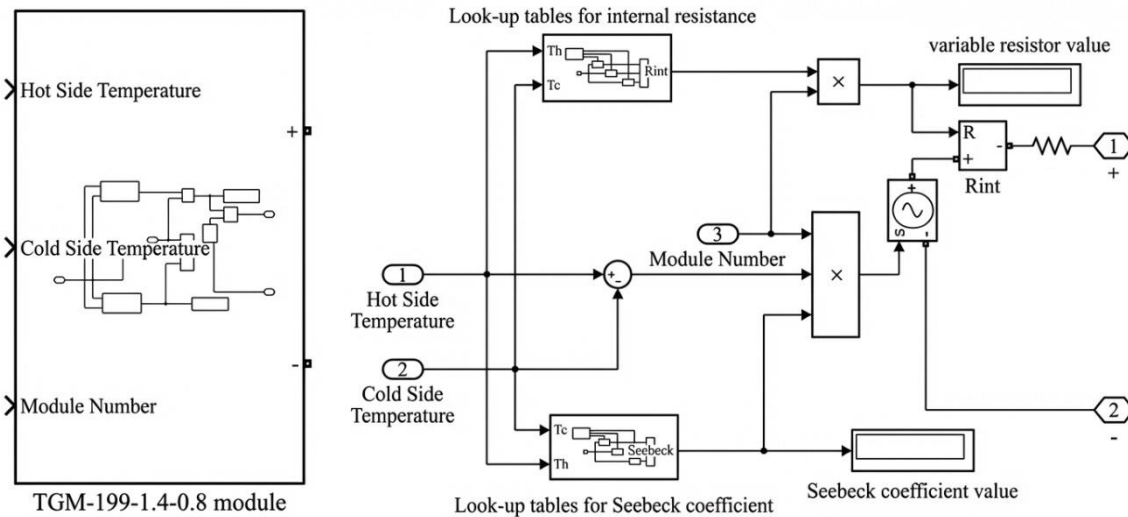 Hot Side Temperature
+
Cold Side Temperature
-
Module Number
TGM-199-1.4-0.8 module
Look-up tables for internal resistance
Th
Tc
Rint
×
variable resistor value
R
+
-
Rint
1
+
+
S
-
3
Module Number
×
1
Hot Side
Temperature
+
-
2
Cold Side
Temperature
2
-
Tc
Th
Seebeck
Look-up tables for Seebeck coefficient
Seebeck coefficient value